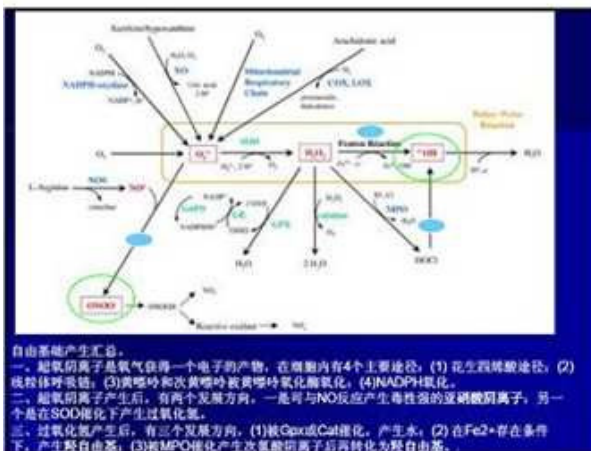 Xanthine/hypoxanthine
O₂
O₂
Arachidonic acid
NADPH
NADPH oxidase
NADP⁺, H⁺
XO
Uric acid
Mitochondrial
Respiratory
Chain
COX, LOX
Haber-Weiss
Reaction
SOD
Fenton Reaction
O₂
O₂
H₂O₂
OH
H₂O
NOS
L-Arginine
NO
GPX
catalase
MPO
H₂O
2 H₂O
HOCl
ONOO
ONOOH
NO₃
Reactive oxidant
自由基础产生汇总。
一、超氧阴离子是氧气获得一个电子的产物，在细胞内有4个主要途径：(1) 花生四烯酸途径；(2)
线粒体呼吸链；(3)黄嘌呤和次黄嘌呤被黄嘌呤氧化酶氧化，(4)NADPH氧化。
二、超氧阴离子产生后，有两个发展方向，一是可与NO反应产生毒性强的亚硝酸阴离子；另一
个是在SOD催化下产生过氧化氢。
三、过氧化氢产生后，有三个发展方向，(1)被Gpx或Cat催化，产生水；(2) 在Fe2+存在条件
下，产生羟自由基；(3)被MPO催化产生次氯酸阴离子后再转化为羟自由基。